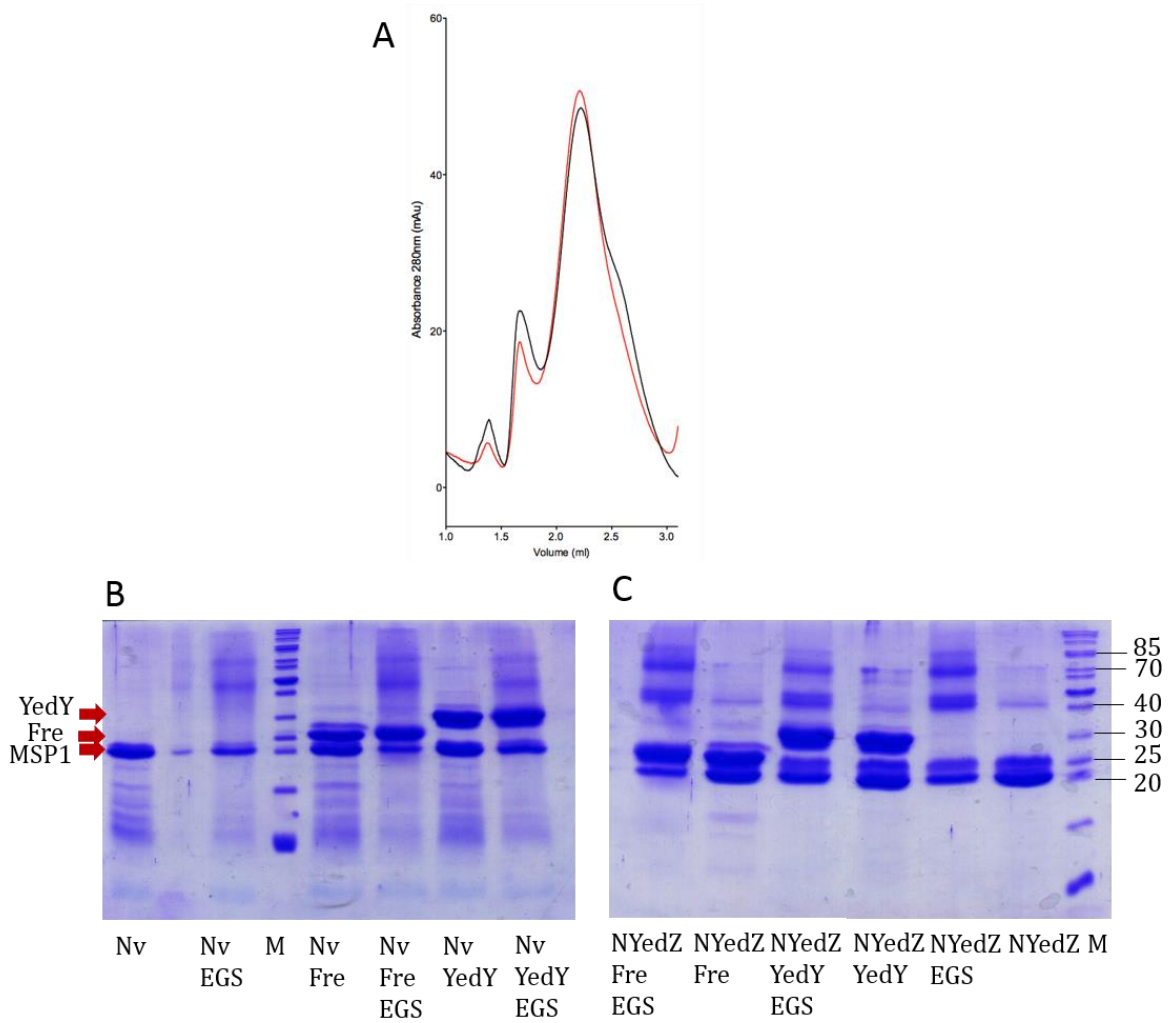 A
60
40
20
0
Absorbance 280nm (mAu)
1.0 1.5 2.0 2.5 3.0
Volume (ml)
B
C
YedY
Fre
MSP1
85
70
40
30
25
20
Nv Nv M Nv Nv Nv Nv
EGS Fre Fre YedY YedY
EGS EGS
NYedZ NYedZ NYedZ NYedZ NYedZ NYedZ M
Fre Fre YedY YedY EGS
EGS EGS